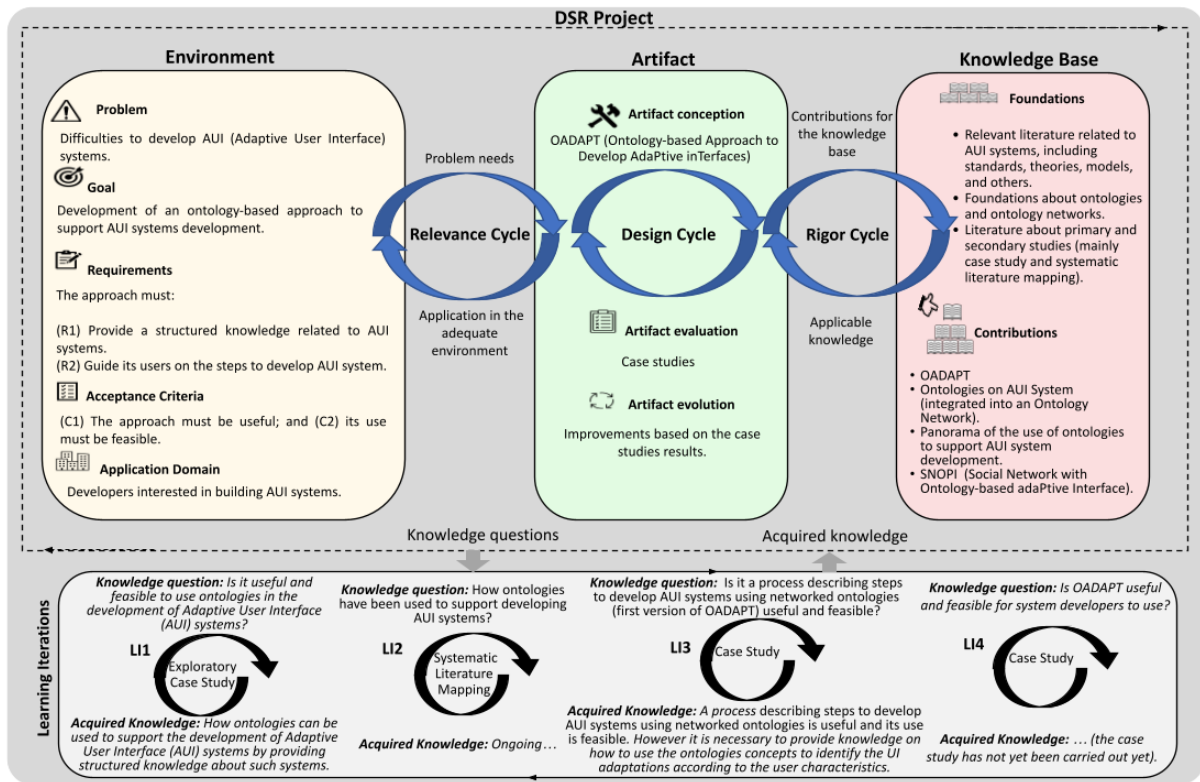 DSR Project
Environment
Problem
Difficulties to develop AUI (Adaptive User Interface)
systems.
Goal
Development of an ontology-based approach to
support AUI systems development.
Requirements
The approach must:
(R1) Provide a structured knowledge related to AUI
systems.
(R2) Guide its users on the steps to develop AUI system.
Acceptance Criteria
(C1) The approach must be useful; and (C2) its use
must be feasible.
Application Domain
Developers interested in building AUI systems.
Problem needs
Relevance Cycle
Application in the
adequate
environment
Artifact
Artifact conception
OADAPT (Ontology-based Approach to
Develop AdaPtive inTerfaces)
Design Cycle
Artifact evaluation
Case studies
Artifact evolution
Improvements based on the case
studies results.
Contributions for
the knowledge
base
Rigor Cycle
Applicable
knowledge
Knowledge Base
Foundations
• Relevant literature related to
AUI systems, including
standards, theories, models,
and others.
• Foundations about ontologies
and ontology networks.
• Literature about primary and
secondary studies (mainly
case study and systematic
literature mapping).
Contributions
• OADAPT
• Ontologies on AUI System
(integrated into an Ontology
Network).
• Panorama of the use of ontologies
to support AUI system
development.
• SNOPI (Social Network with
Ontology-based adaPtive Interface).
Knowledge questions
Acquired knowledge
Learning Iterations
Knowledge question: Is it useful and
feasible to use ontologies in the
development of Adaptive User Interface
(AUI) systems?
LI1
Exploratory
Case Study
Acquired Knowledge: How ontologies can be
used to support the development of Adaptive
User Interface (AUI) systems by providing
structured knowledge about such systems.
Knowledge question: How ontologies
have been used to support developing
AUI systems?
LI2
Systematic
Literature
Mapping
Acquired Knowledge: Ongoing…
Knowledge question: Is it a process describing steps
to develop AUI systems using networked ontologies
(first version of OADAPT) useful and feasible?
LI3
Case Study
Acquired Knowledge: A process describing steps to develop
AUI systems using networked ontologies is useful and its use
is feasible. However it is necessary to provide knowledge on
how to use the ontologies concepts to identify the UI
adaptations according to the user characteristics.
Knowledge question: Is OADAPT useful
and feasible for system developers to use?
LI4
Case Study
Acquired Knowledge: … (the case
study has not yet been carried out yet).